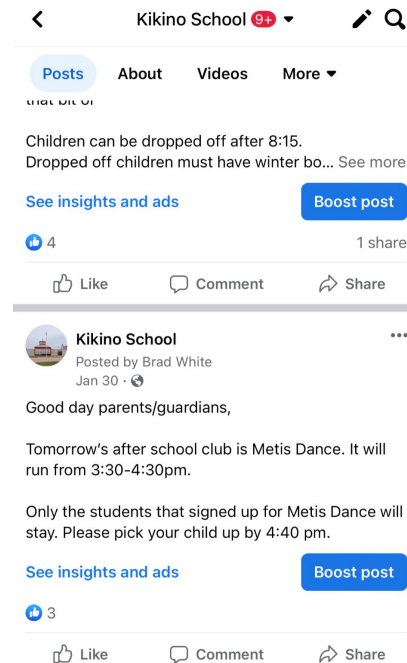 Kikino School 9+
Posts About Videos More
that bit of
Children can be dropped off after 8:15.
Dropped off children must have winter bo... See more
See insights and ads Boost post
4 1 share
Like Comment Share
Kikino School
Posted by Brad White
Jan 30 ·
Good day parents/guardians,
Tomorrow's after school club is Metis Dance. It will
run from 3:30-4:30pm.
Only the students that signed up for Metis Dance will
stay. Please pick your child up by 4:40 pm.
See insights and ads Boost post
3
Like Comment Share